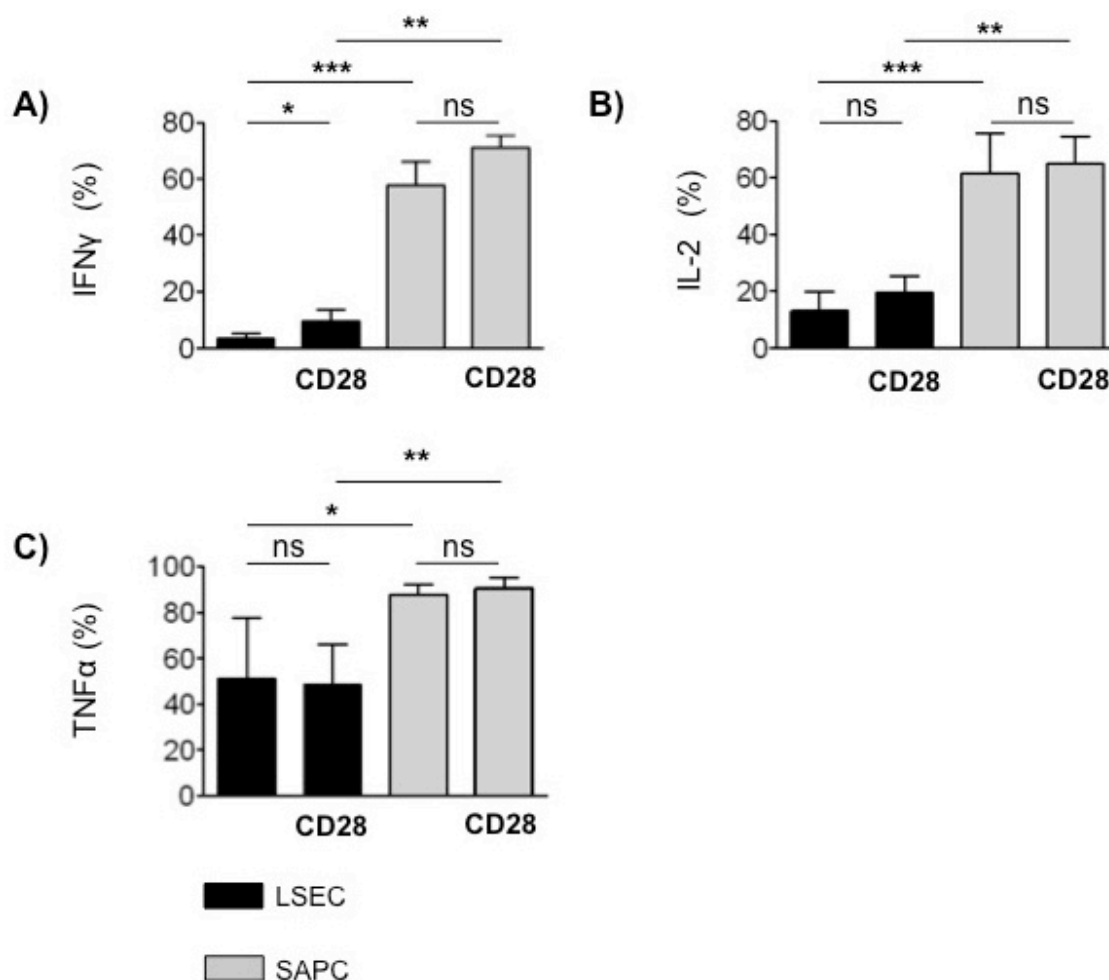 A)
**
***
*
ns
IFNγ (%)
80
60
40
20
0
CD28
CD28
B)
**
***
ns
ns
IL-2 (%)
80
60
40
20
0
CD28
CD28
C)
**
*
ns
ns
TNFα (%)
100
80
60
40
20
0
CD28
CD28
LSEC
SAPC